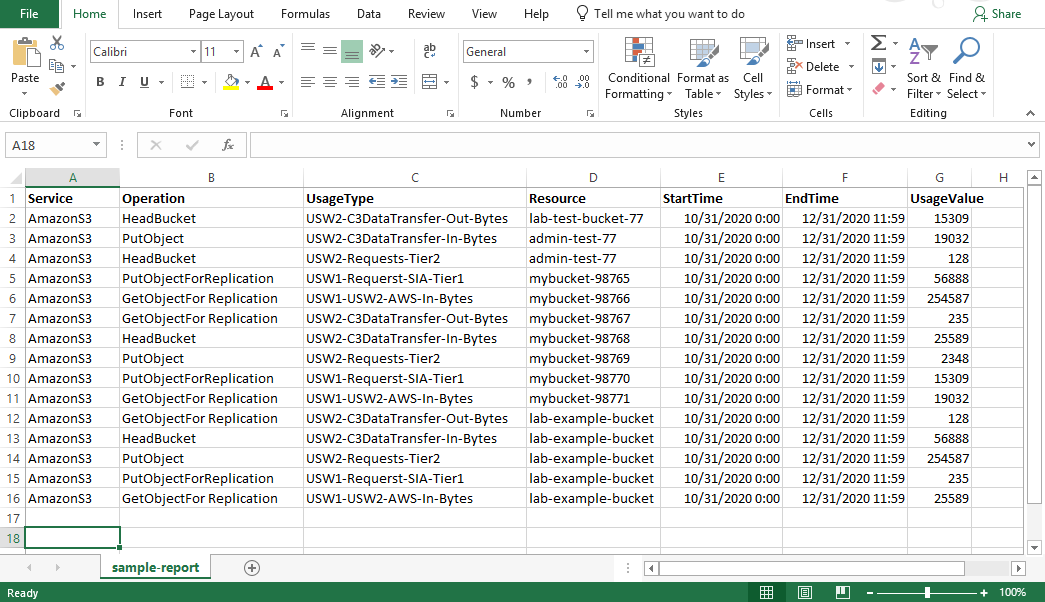 File Home Insert Page Layout Formulas Data Review View Help Tell me what you want to do Share
Calibri 11 General
Paste
B I U A
ab
$ % ,
Conditional Formatting
Format as Table
Cell Styles
Insert
Delete
Format
Sort & Filter
Find & Select
Clipboard Font Alignment Number Styles Cells Editing
A18 fx
A B C D E F G H
1 Service Operation UsageType Resource StartTime EndTime UsageValue
2 AmazonS3 HeadBucket USW2-C3DataTransfer-Out-Bytes lab-test-bucket-77 10/31/2020 0:00 12/31/2020 11:59 15309
3 AmazonS3 PutObject USW2-C3DataTransfer-In-Bytes admin-test-77 10/31/2020 0:00 12/31/2020 11:59 19032
4 AmazonS3 HeadBucket USW2-Requests-Tier2 admin-test-77 10/31/2020 0:00 12/31/2020 11:59 128
5 AmazonS3 PutObjectForReplication USW1-Requerst-SIA-Tier1 mybucket-98765 10/31/2020 0:00 12/31/2020 11:59 56888
6 AmazonS3 GetObjectFor Replication USW1-USW2-AWS-In-Bytes mybucket-98766 10/31/2020 0:00 12/31/2020 11:59 254587
7 AmazonS3 GetObjectFor Replication USW2-C3DataTransfer-Out-Bytes mybucket-98767 10/31/2020 0:00 12/31/2020 11:59 235
8 AmazonS3 HeadBucket USW2-C3DataTransfer-In-Bytes mybucket-98768 10/31/2020 0:00 12/31/2020 11:59 25589
9 AmazonS3 PutObject USW2-Requests-Tier2 mybucket-98769 10/31/2020 0:00 12/31/2020 11:59 2348
10 AmazonS3 PutObjectForReplication USW1-Requerst-SIA-Tier1 mybucket-98770 10/31/2020 0:00 12/31/2020 11:59 15309
11 AmazonS3 GetObjectFor Replication USW1-USW2-AWS-In-Bytes mybucket-98771 10/31/2020 0:00 12/31/2020 11:59 19032
12 AmazonS3 GetObjectFor Replication USW2-C3DataTransfer-Out-Bytes lab-example-bucket 10/31/2020 0:00 12/31/2020 11:59 128
13 AmazonS3 HeadBucket USW2-C3DataTransfer-In-Bytes lab-example-bucket 10/31/2020 0:00 12/31/2020 11:59 56888
14 AmazonS3 PutObject USW2-Requests-Tier2 lab-example-bucket 10/31/2020 0:00 12/31/2020 11:59 254587
15 AmazonS3 PutObjectForReplication USW1-Requerst-SIA-Tier1 lab-example-bucket 10/31/2020 0:00 12/31/2020 11:59 235
16 AmazonS3 GetObjectFor Replication USW1-USW2-AWS-In-Bytes lab-example-bucket 10/31/2020 0:00 12/31/2020 11:59 25589
17
18
sample-report
Ready 100%